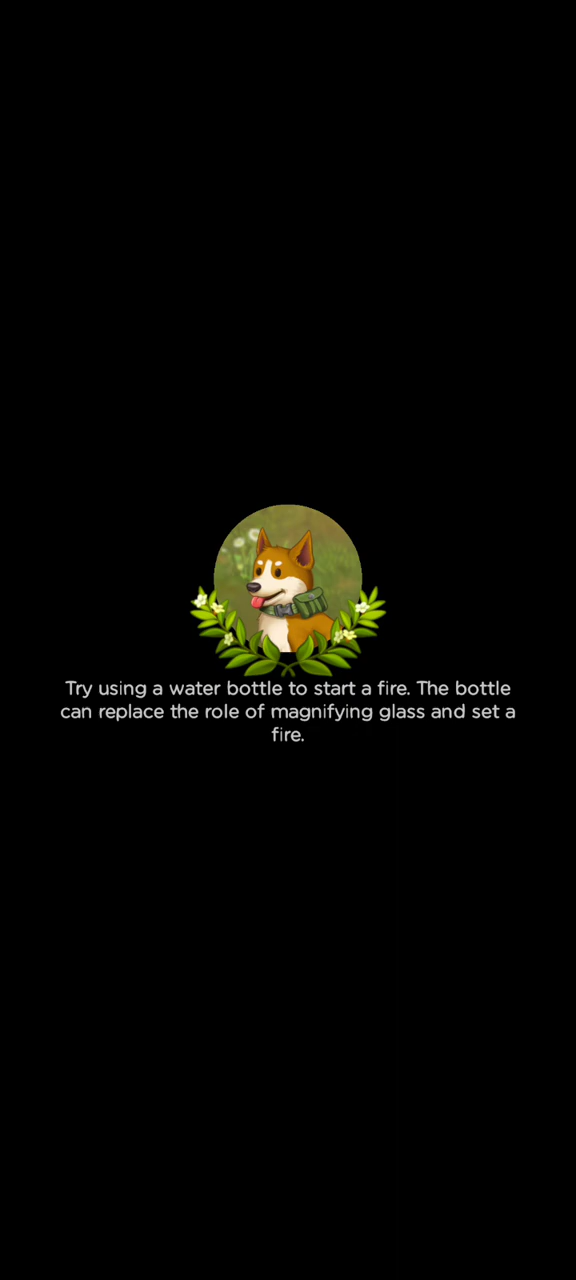 Try using a water bottle to start a fire. The bottle
can replace the role of magnifying glass and set a
fire.